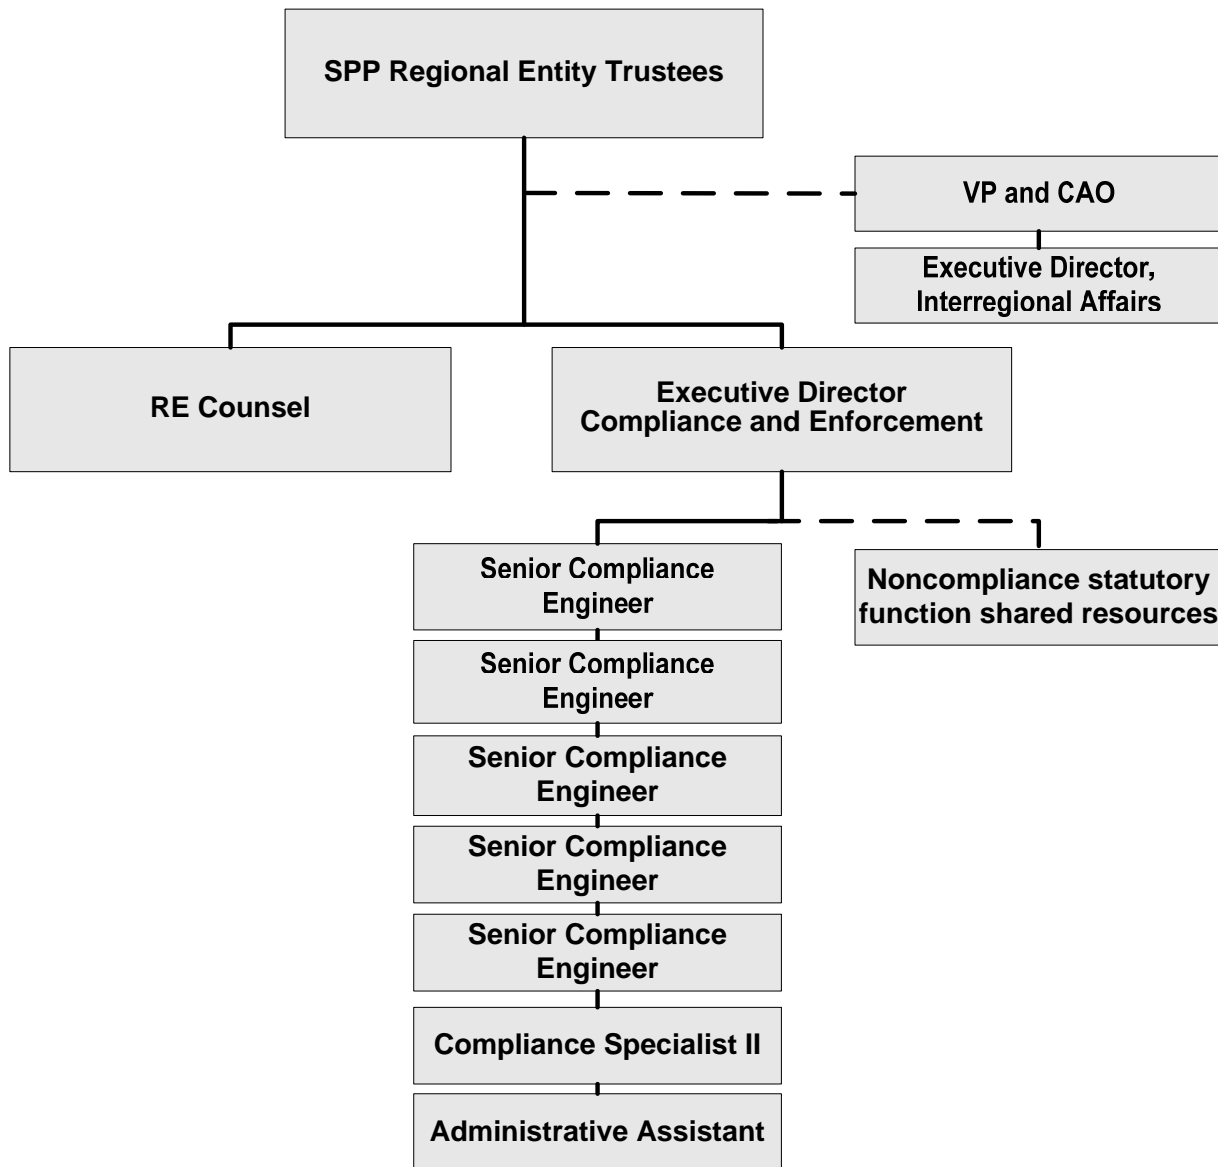 SPP Regional Entity Trustees
VP and CAO
Executive Director,
Interregional Affairs
RE Counsel
Executive Director
Compliance and Enforcement
Senior Compliance
Engineer
Noncompliance statutory
function shared resources
Senior Compliance
Engineer
Senior Compliance
Engineer
Senior Compliance
Engineer
Senior Compliance
Engineer
Compliance Specialist II
Administrative Assistant